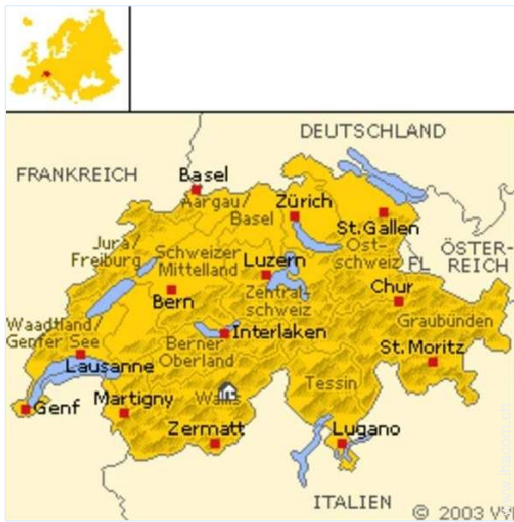 DEUTSCHLAND
FRANKREICH
Basel
Aargau/
Basel
Zürich
St.Gallen
Ost-
schweiz
FL
ÖSTER-
REICH
Jura/
Freiburg
Schweizer
Mittelland
Luzern
Zentral-
schweiz
Bern
Chur
Graubünden
Waadtland/
Genfer See
Interlaken
Berner
Oberland
Lausanne
St.Moritz
Tessin
Wallis
Genf
Martigny
Zermatt
Lugano
ITALIEN
© 2003